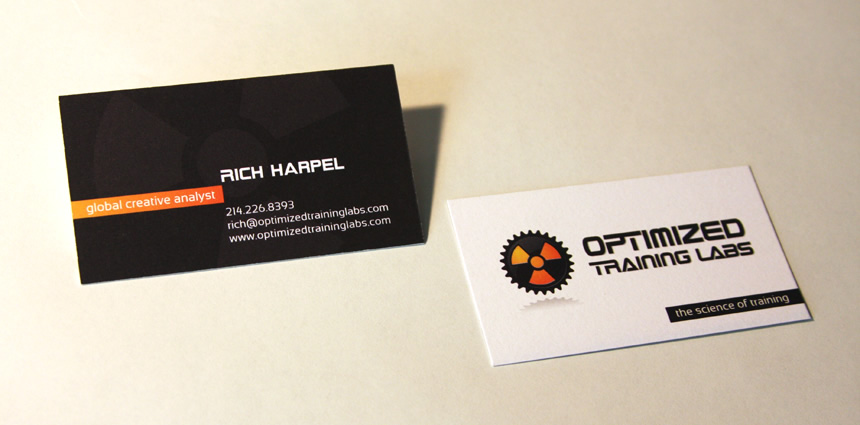 RICH HARPEL
global creative analyst
214.226.8393
rich@optimizedtraininglabs.com
www.optimizedtraininglabs.com
OPTIMIZED
TRAINING LABS
the science of training